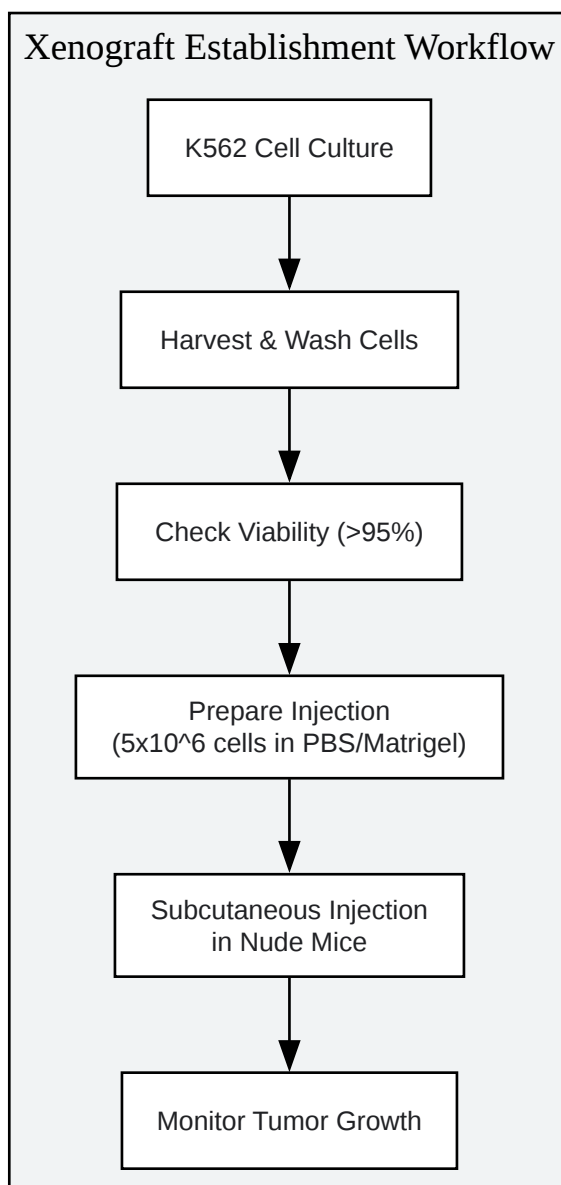 Xenograft Establishment Workflow
K562 Cell Culture
Harvest & Wash Cells
Check Viability (>95%)
Prepare Injection
(5x10^6 cells in PBS/Matrigel)
Subcutaneous Injection
in Nude Mice
Monitor Tumor Growth